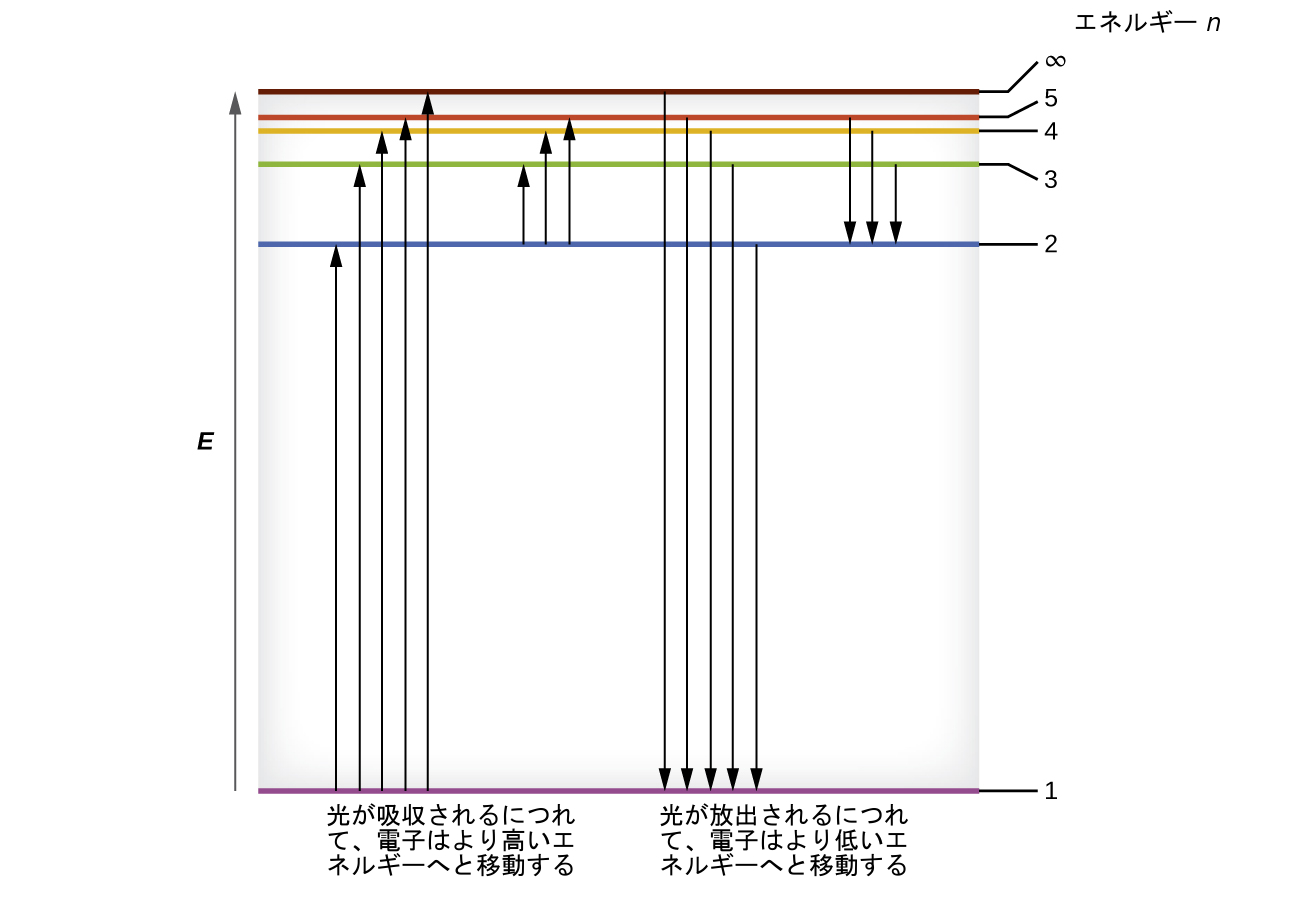 エネルギー n
∞
5
4
3
2
E
1
光が吸収されるにつれ
て、電子はより高いエ
ネルギーへと移動する
光が放出されるにつれ
て、電子はより低いエ
ネルギーへと移動する